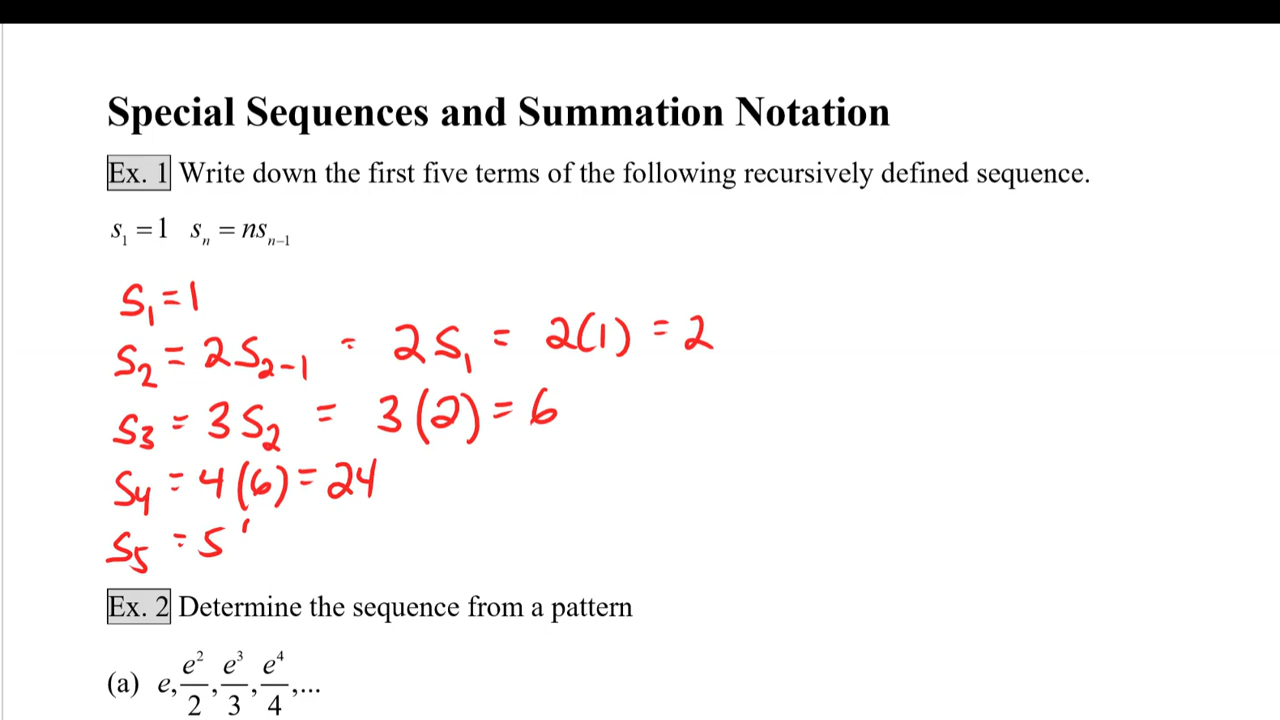 Special Sequences and Summation Notation
Ex. 1 Write down the first five terms of the following recursively defined sequence.
s₁ = 1 sₙ = nsₙ₋₁
S₁ = 1
S₂ = 2S₂₋₁ = 2S₁ = 2(1) = 2
S₃ = 3S₂ = 3(2) = 6
S₄ = 4(6) = 24
S₅ = 5
Ex. 2 Determine the sequence from a pattern
(a) e, e²/2, e³/3, e⁴/4, ...